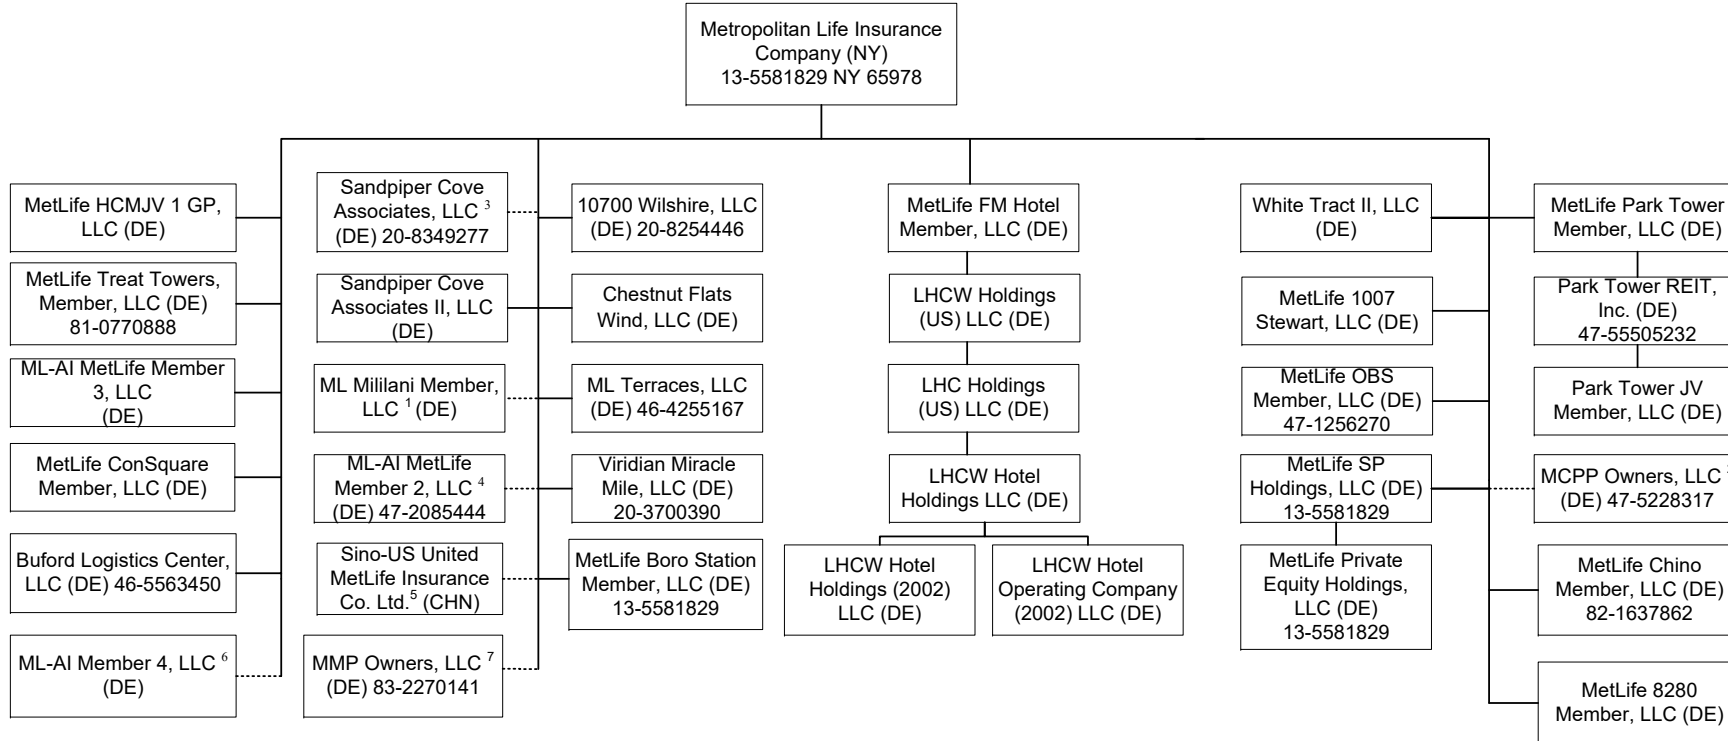 Metropolitan Life Insurance
Company (NY)
13-5581829 NY 65978
MetLife HCMJV 1 GP,
LLC (DE)
MetLife Treat Towers,
Member, LLC (DE)
81-0770888
ML-AI MetLife Member
3, LLC
(DE)
MetLife ConSquare
Member, LLC (DE)
Buford Logistics Center,
LLC (DE) 46-5563450
ML-AI Member 4, LLC 6
(DE)
Sandpiper Cove
Associates, LLC 3
(DE) 20-8349277
Sandpiper Cove
Associates II, LLC
(DE)
ML Mililani Member,
LLC 1 (DE)
ML-AI MetLife
Member 2, LLC 4
(DE) 47-2085444
Sino-US United
MetLife Insurance
Co. Ltd.5 (CHN)
MMP Owners, LLC 7
(DE) 83-2270141
10700 Wilshire, LLC
(DE) 20-8254446
Chestnut Flats
Wind, LLC (DE)
ML Terraces, LLC
(DE) 46-4255167
Viridian Miracle
Mile, LLC (DE)
20-3700390
MetLife Boro Station
Member, LLC (DE)
13-5581829
MetLife FM Hotel
Member, LLC (DE)
LHCW Holdings
(US) LLC (DE)
LHC Holdings
(US) LLC (DE)
LHCW Hotel
Holdings LLC (DE)
LHCW Hotel
Holdings (2002)
LLC (DE)
LHCW Hotel
Operating Company
(2002) LLC (DE)
White Tract II, LLC
(DE)
MetLife 1007
Stewart, LLC (DE)
MetLife OBS
Member, LLC (DE)
47-1256270
MetLife SP
Holdings, LLC (DE)
13-5581829
MetLife Private
Equity Holdings,
LLC (DE)
13-5581829
MetLife Park Tower
Member, LLC (DE)
Park Tower REIT,
Inc. (DE)
47-55505232
Park Tower JV
Member, LLC (DE)
MCPP Owners, LLC
(DE) 47-5228317
MetLife Chino
Member, LLC (DE)
82-1637862
MetLife 8280
Member, LLC (DE)